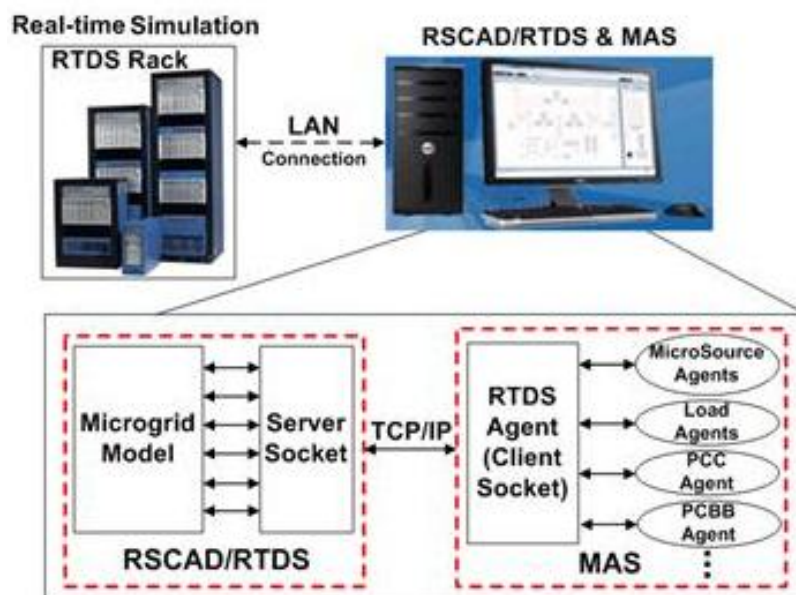 Real-time Simulation
RTDS Rack
RSCAD/RTDS & MAS
LAN
Connection
Microgrid
Model
Server
Socket
RSCAD/RTDS
TCP/IP
RTDS
Agent
(Client
Socket)
MicroSource
Agents
Load
Agents
PCC
Agent
PCBB
Agent
MAS